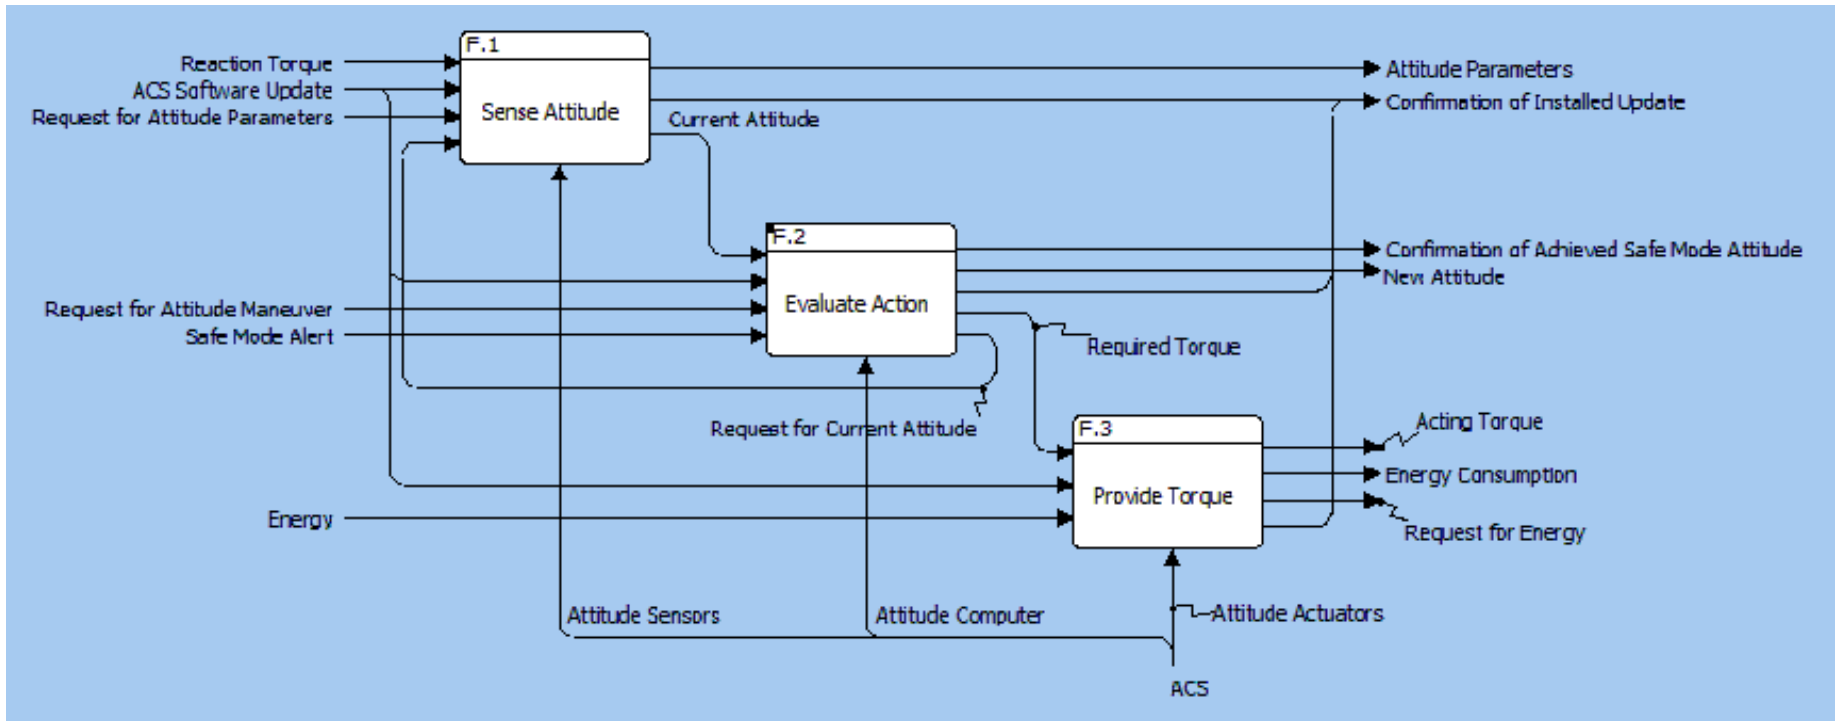 F.1
Reaction Torque
ACS Software Update
Request for Attitude Parameters
Sense Attitude
Current Attitude
Attitude Parameters
Confirmation of Installed Update
F.2
Request for Attitude Maneuver
Safe Mode Alert
Evaluate Action
Confirmation of Achieved Safe Mode Attitude
New Attitude
Required Torque
Request for Current Attitude
F.3
Energy
Provide Torque
Acting Torque
Energy Consumption
Request for Energy
Attitude Sensors
Attitude Computer
Attitude Actuators
ACS